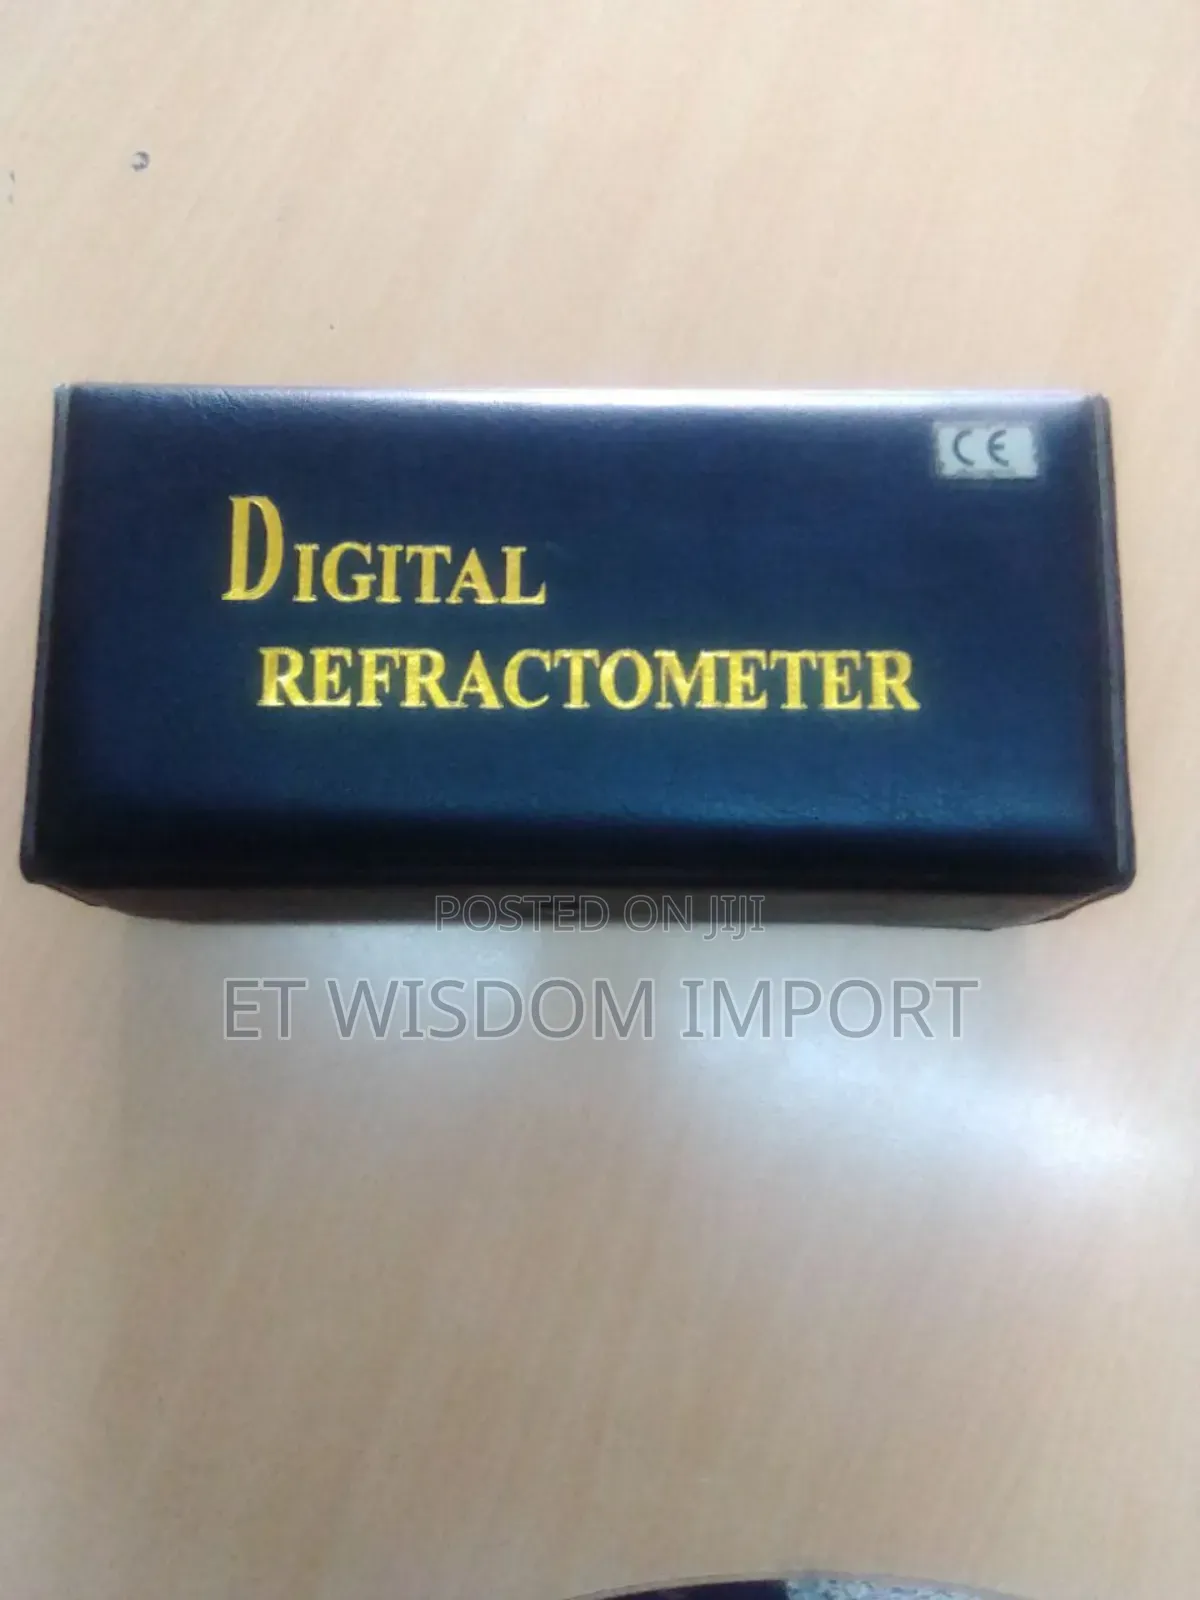 CE
DIGITAL
REFRACTOMETER
POSTED ON JIJI
ET WISDOM IMPORT